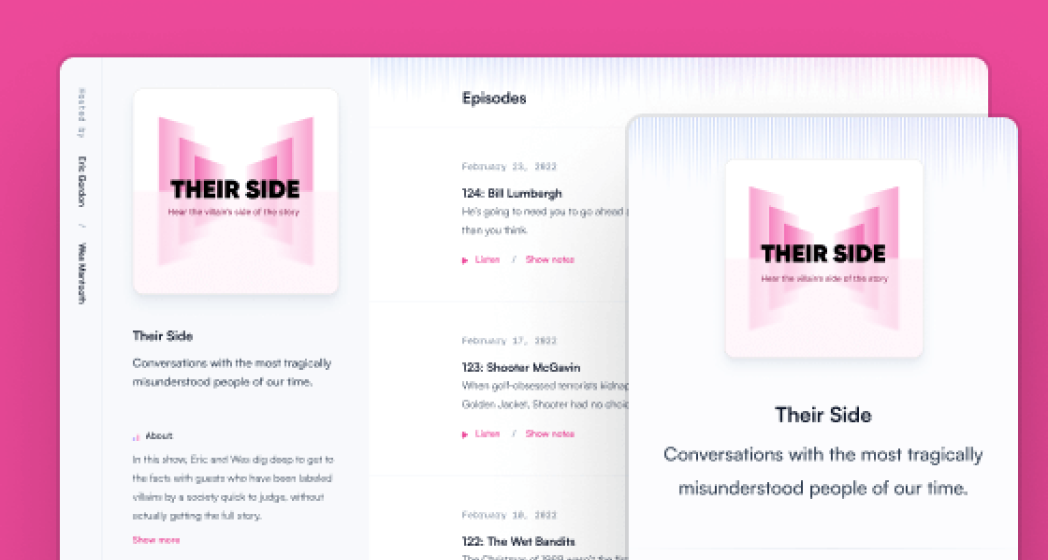 Hosted by
Eric Gordon / Wes Mantooth
THEIR SIDE
Hear the villain's side of the story
Their Side
Conversations with the most tragically
misunderstood people of our time.
About
In this show, Eric and Wes dig deep to get to
the facts with guests who have been labeled
villains by a society quick to judge, without
actually getting the full story.
Show more
Episodes
February 23, 2022
124: Bill Lumbergh
He's going to need you to go ahead
then you think.
Listen / Show notes
February 17, 2022
123: Shooter McGavin
When golf-obsessed terrorists kidnap
Golden Jacket, Shooter had no choic
Listen / Show notes
February 10, 2022
122: The Wet Bandits
The Christmas of 1989 wasn't the fir
THEIR SIDE
Hear the villain's side of the story
Their Side
Conversations with the most tragically
misunderstood people of our time.